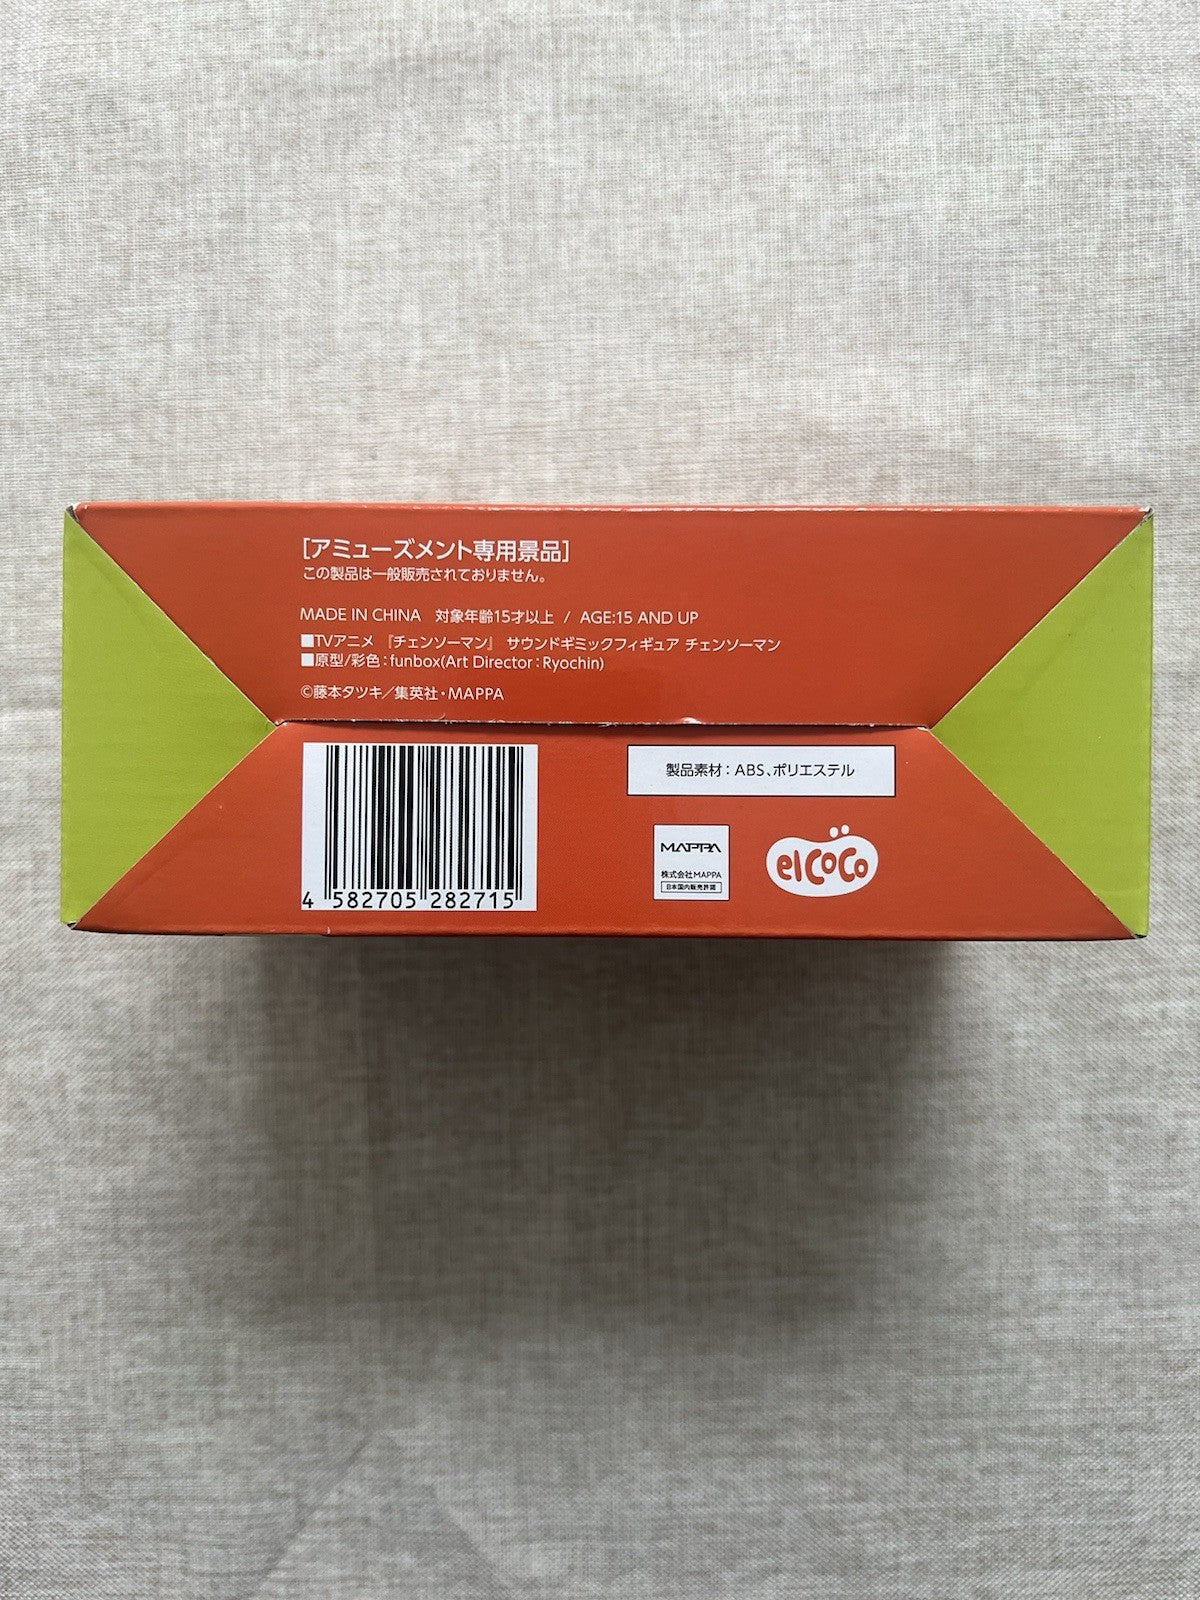 [アミューズメント専用景品]
この製品は一般販売されておりません。
MADE IN CHINA 対象年齢15才以上 / AGE:15 AND UP
■TVアニメ 『チェンソーマン』 サウンドギミックフィギュア チェンソーマン
■原型/彩色：funbox(Art Director：Ryochin)
©藤本タツキ／集英社・MAPPA
4 582705 282715
製品素材：ABS、ポリエステル
MAPPA
株式会社MAPPA
日本国内販売許諾
elcoco